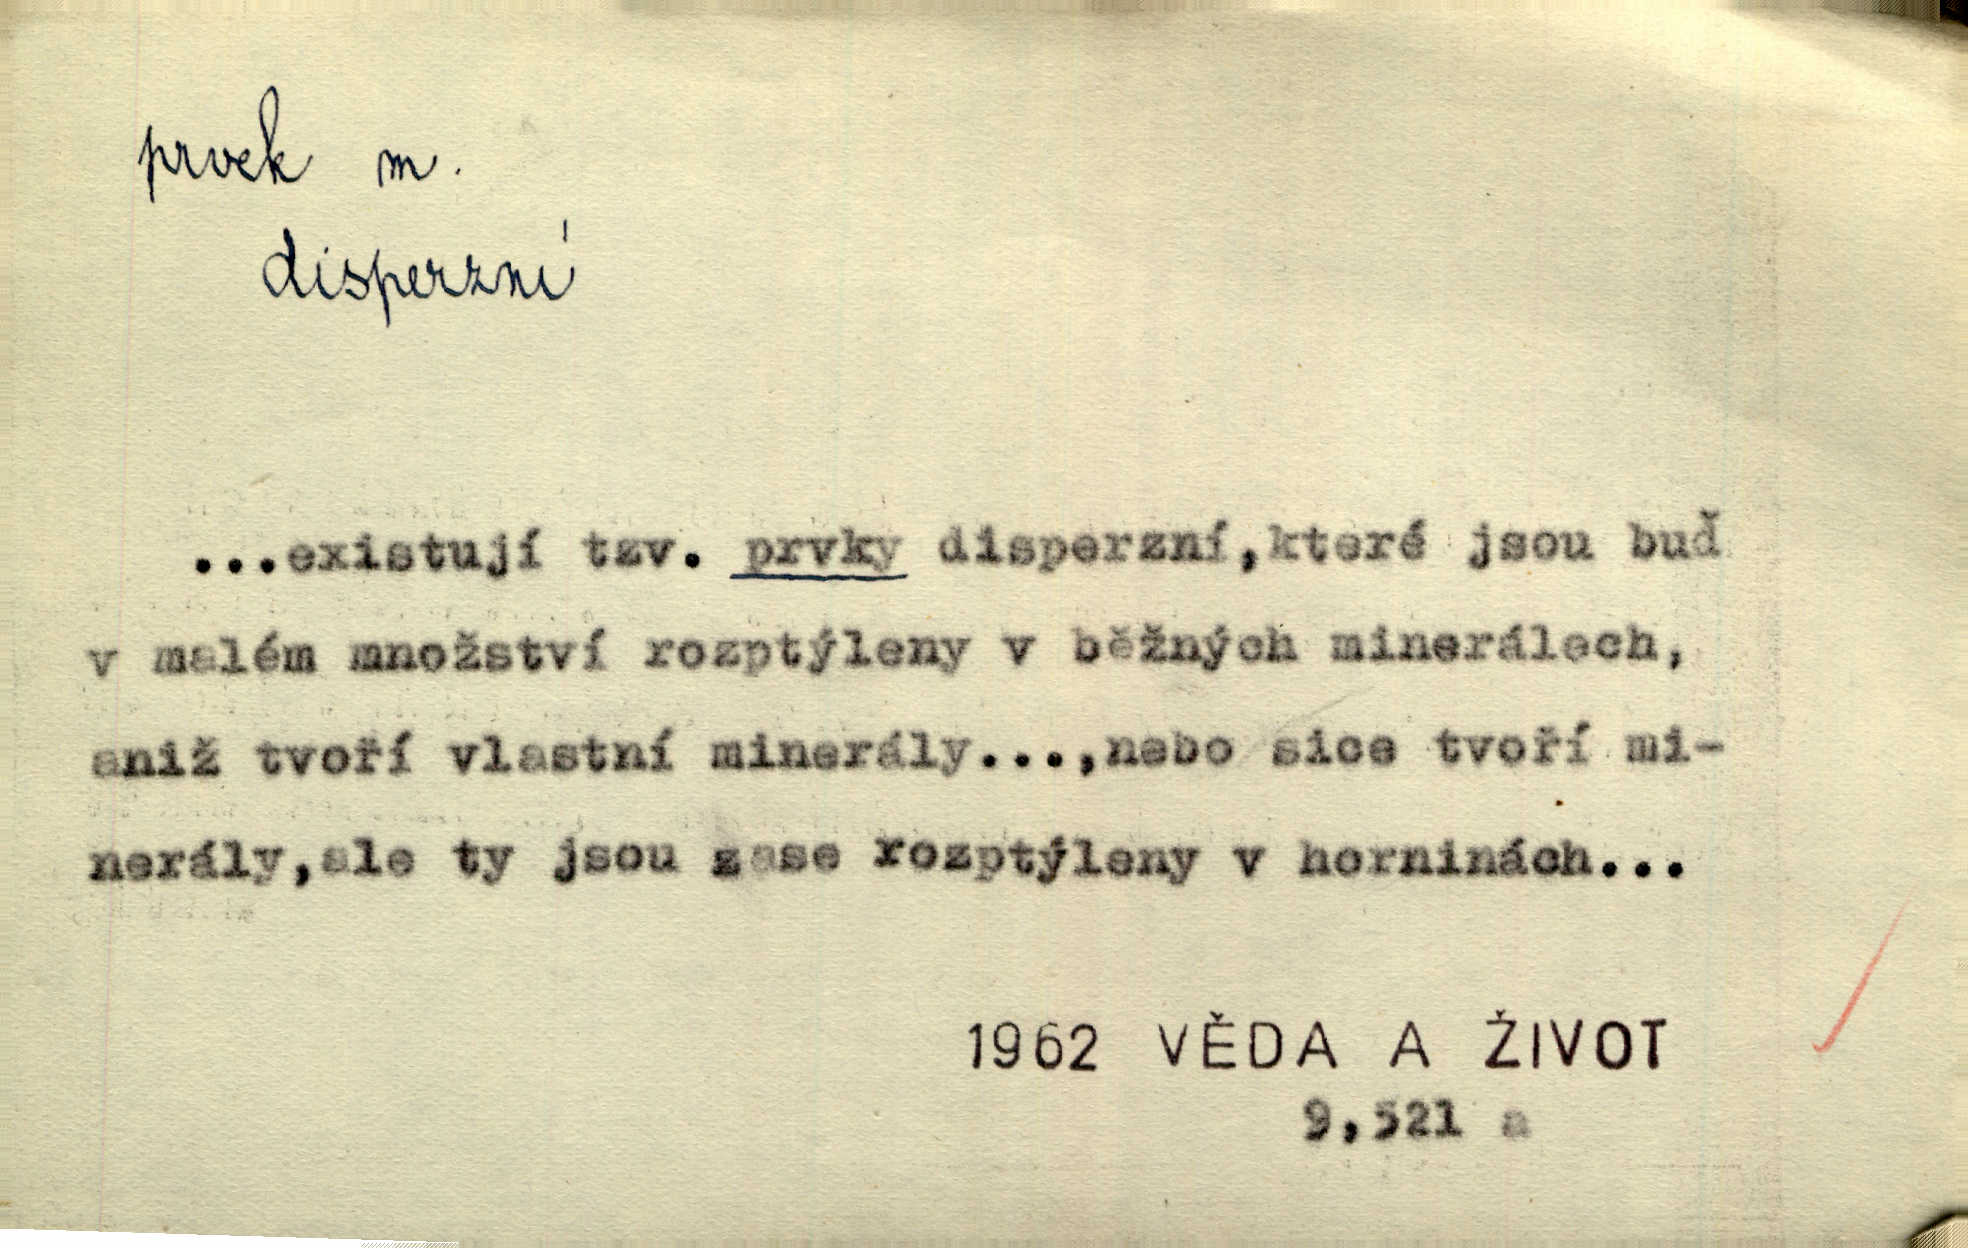 prvek m.
disperzní
...existují tzv. prvky disperzní,které jsou buď
v malém množství rozptýleny v běžných minerálech,
aniž tvoří vlastní minerály...,nebo sice tvoří mi-
nerály,ale ty jsou zase rozptýleny v horninách...
1962 VĚDA A ŽIVOT
9,521 a